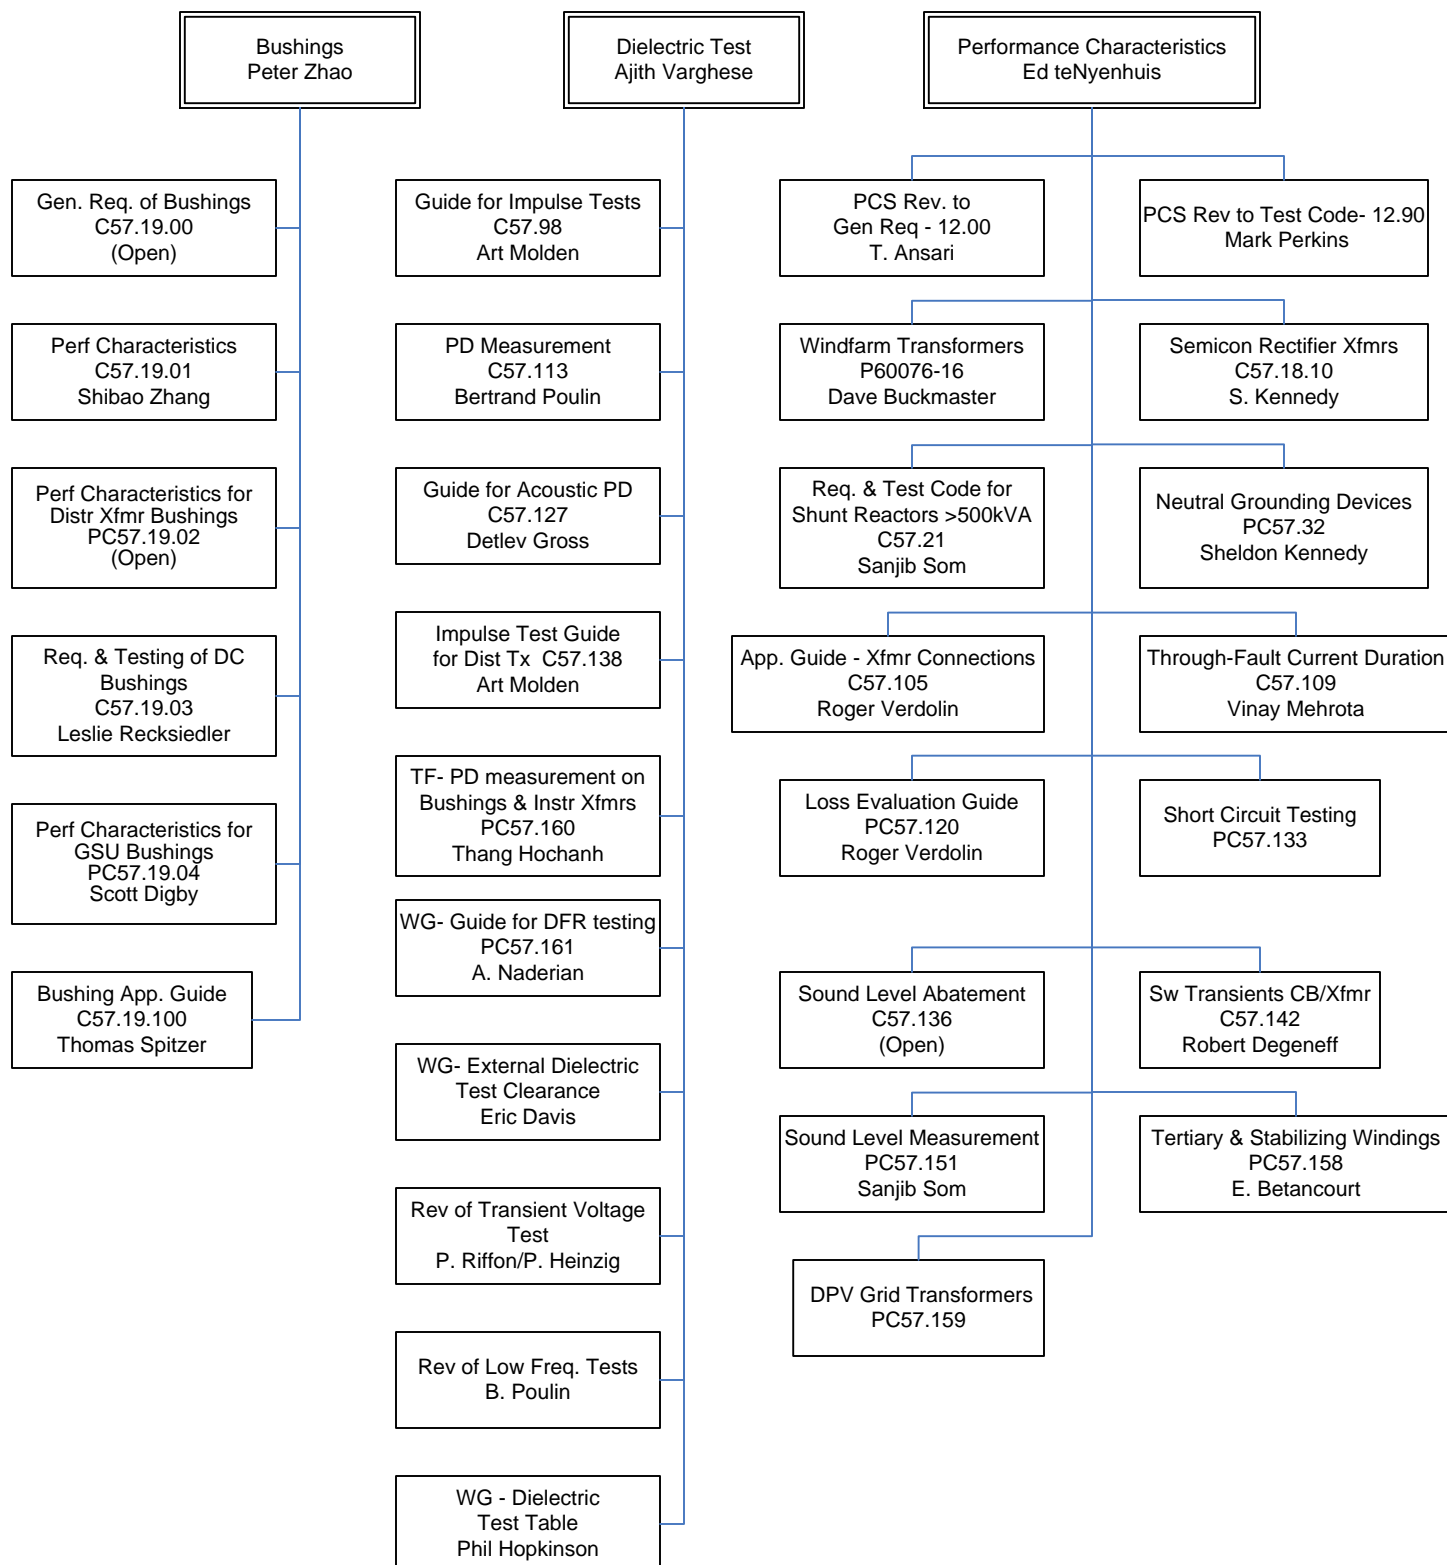 Bushings
Peter Zhao
Gen. Req. of Bushings
C57.19.00
(Open)
Perf Characteristics
C57.19.01
Shibao Zhang
Perf Characteristics for
Distr Xfmr Bushings
PC57.19.02
(Open)
Req. & Testing of DC
Bushings
C57.19.03
Leslie Recksiedler
Perf Characteristics for
GSU Bushings
PC57.19.04
Scott Digby
Bushing App. Guide
C57.19.100
Thomas Spitzer
Dielectric Test
Ajith Varghese
Guide for Impulse Tests
C57.98
Art Molden
PD Measurement
C57.113
Bertrand Poulin
Guide for Acoustic PD
C57.127
Detlev Gross
Impulse Test Guide
for Dist Tx  C57.138
Art Molden
TF- PD measurement on
Bushings & Instr Xfmrs
PC57.160
Thang Hochanh
WG- Guide for DFR testing
PC57.161
A. Naderian
WG- External Dielectric
Test Clearance
Eric Davis
Rev of Transient Voltage
Test
P. Riffon/P. Heinzig
Rev of Low Freq. Tests
B. Poulin
WG - Dielectric
Test Table
Phil Hopkinson
Performance Characteristics
Ed teNyenhuis
PCS Rev. to
Gen Req - 12.00
T. Ansari
PCS Rev to Test Code- 12.90
Mark Perkins
Windfarm Transformers
P60076-16
Dave Buckmaster
Semicon Rectifier Xfmrs
C57.18.10
S. Kennedy
Req. & Test Code for
Shunt Reactors >500kVA
C57.21
Sanjib Som
Neutral Grounding Devices
PC57.32
Sheldon Kennedy
App. Guide - Xfmr Connections
C57.105
Roger Verdolin
Through-Fault Current Duration
C57.109
Vinay Mehrota
Loss Evaluation Guide
PC57.120
Roger Verdolin
Short Circuit Testing
PC57.133
Sound Level Abatement
C57.136
(Open)
Sw Transients CB/Xfmr
C57.142
Robert Degeneff
Sound Level Measurement
PC57.151
Sanjib Som
Tertiary & Stabilizing Windings
PC57.158
E. Betancourt
DPV Grid Transformers
PC57.159